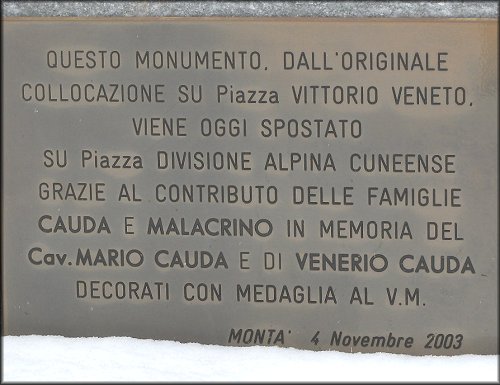 QUESTO MONUMENTO, DALL'ORIGINALE
COLLOCAZIONE SU Piazza VITTORIO VENETO,
VIENE OGGI SPOSTATO
SU Piazza DIVISIONE ALPINA CUNEENSE
GRAZIE AL CONTRIBUTO DELLE FAMIGLIE
CAUDA E MALACRINO IN MEMORIA DEL
Cav. MARIO CAUDA E DI VENERIO CAUDA
DECORATI CON MEDAGLIA AL V.M.
MONTA' 4 Novembre 2003